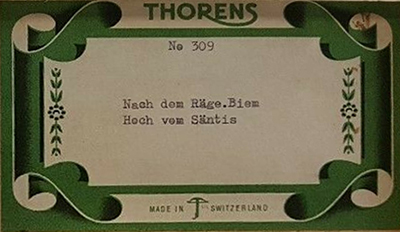 THORENS
No 309
Nach dem Räge.Biem
Hoch vom Säntis
MADE IN SWITZERLAND